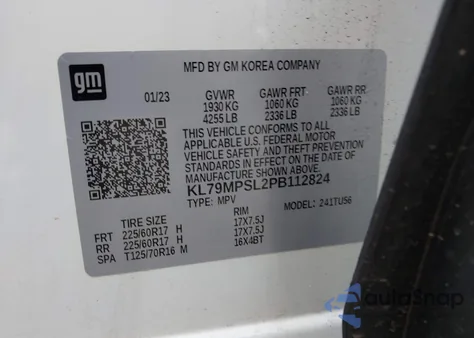 gm
MFD BY GM KOREA COMPANY
01/23 GVWR GAWR FRT GAWR RR
1930 KG 1060 KG 1060 KG
4255 LB 2336 LB 2336 LB
THIS VEHICLE CONFORMS TO ALL
APPLICABLE U.S. FEDERAL MOTOR
VEHICLE SAFETY AND THEFT
PREVENTION STANDARDS IN EFFECT
ON THE DATE OF MANUFACTURE
SHOWN ABOVE.
KL79MPSL2PB112824
TYPE: MPV MODEL: 241TU56
TIRE SIZE RIM
FRT 225/60R17 H 17X7.5J
RR 225/60R17 H 17X7.5J
SPA T125/70R16 M 16X4BT
autoSnap